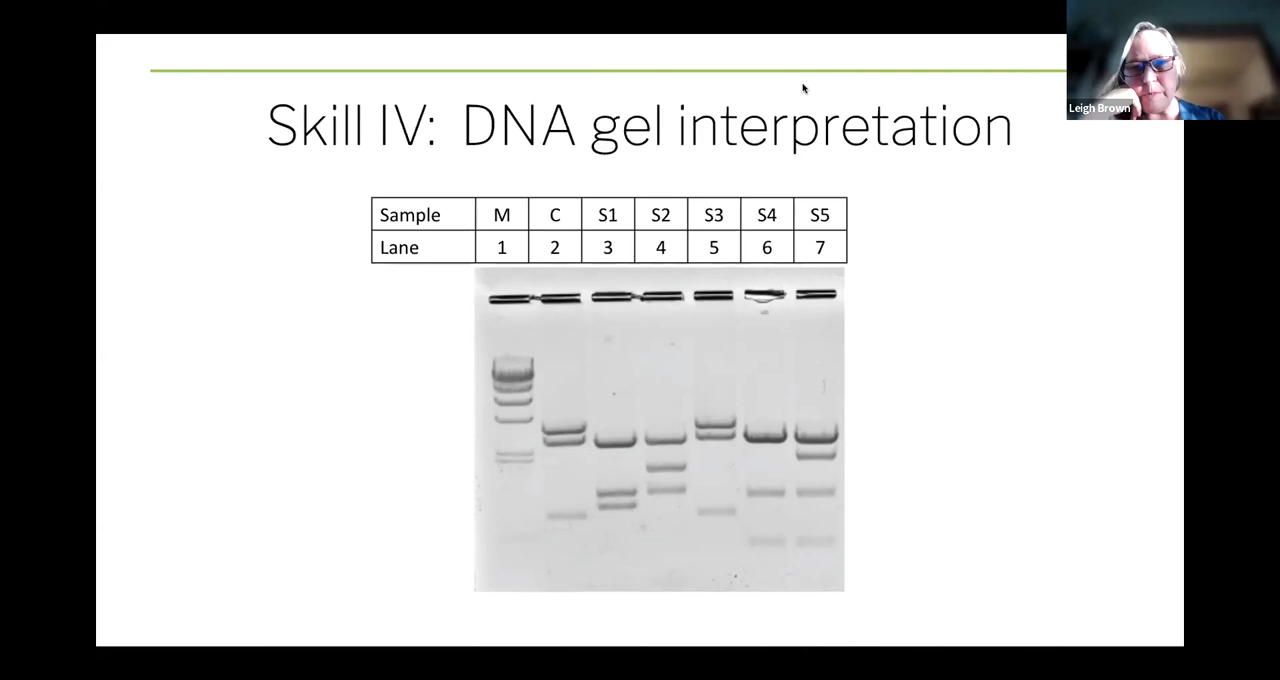 Leigh Brown
Skill IV: DNA gel interpretation
Sample M C S1 S2 S3 S4 S5
Lane 1 2 3 4 5 6 7